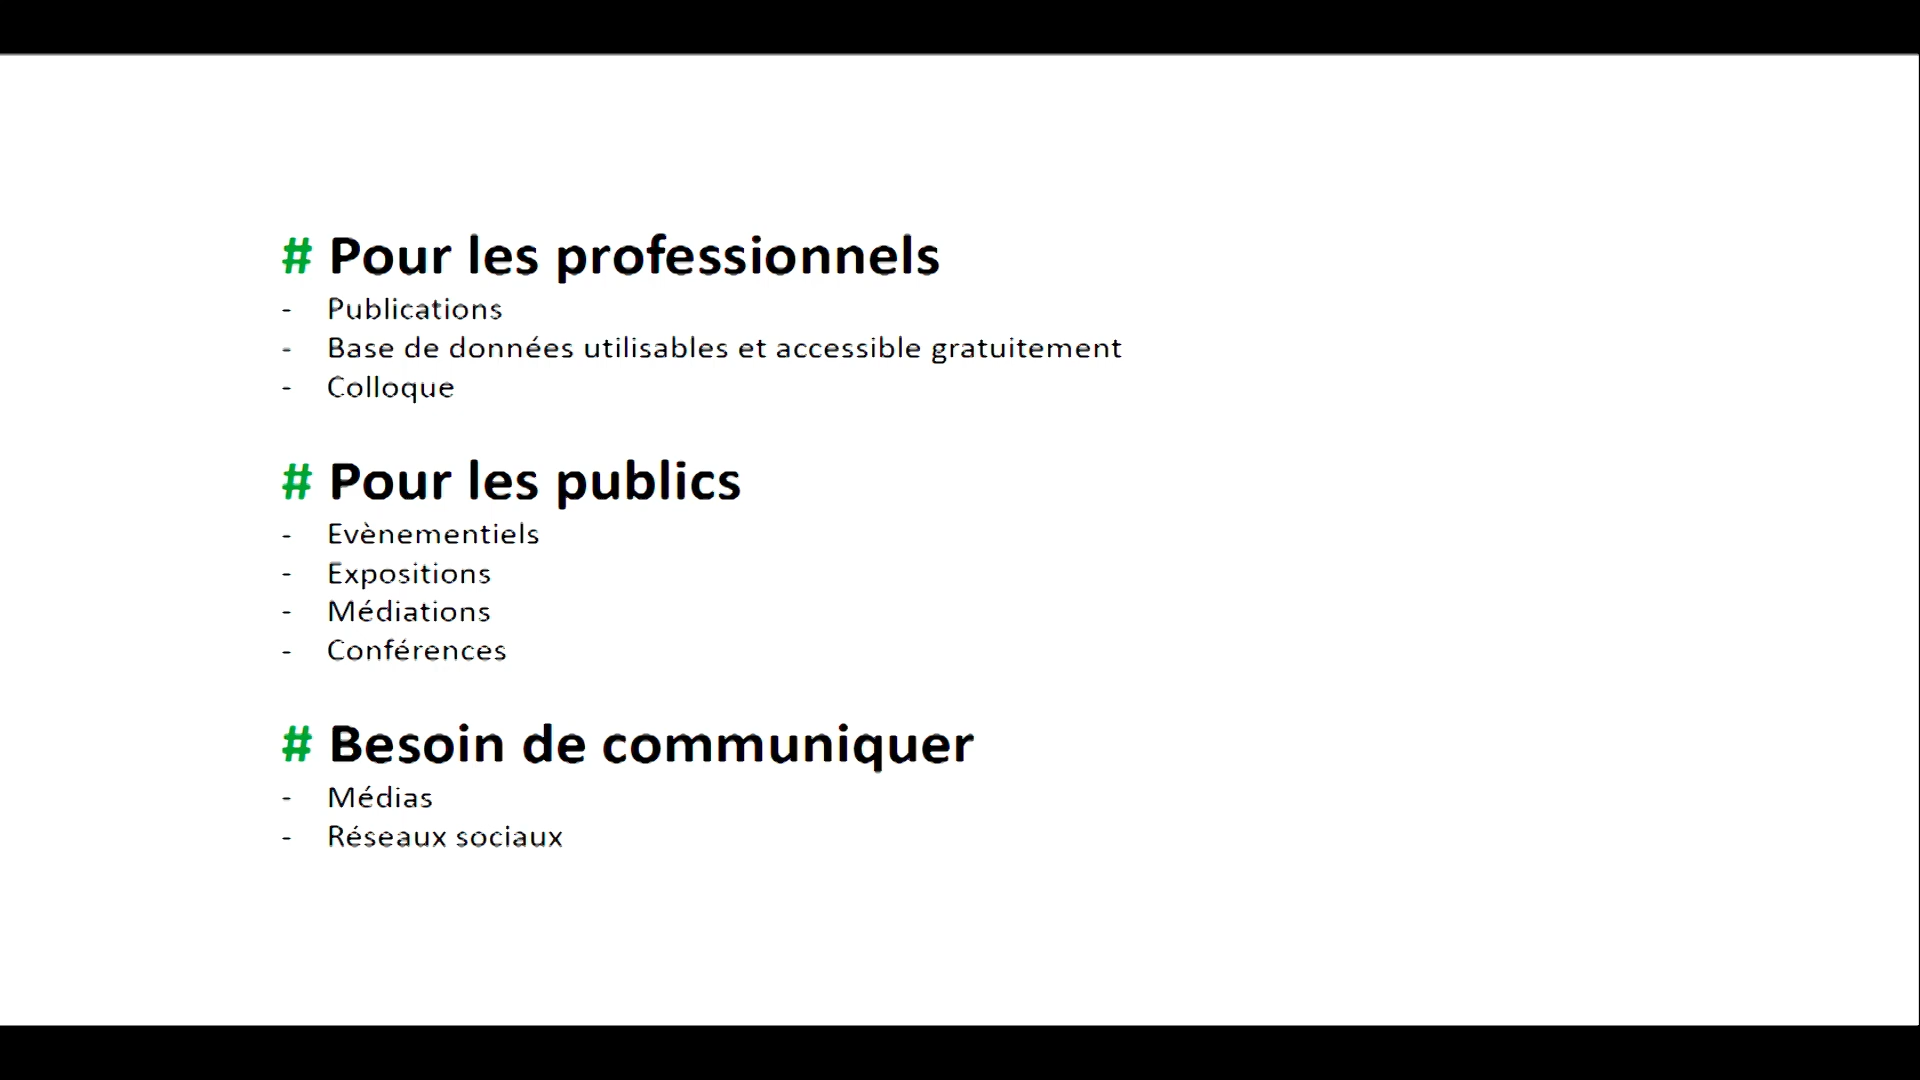 # Pour les professionnels
- Publications
- Base de données utilisables et accessible gratuitement
- Colloque
# Pour les publics
- Evènementiels
- Expositions
- Médiations
- Conférences
# Besoin de communiquer
- Médias
- Réseaux sociaux